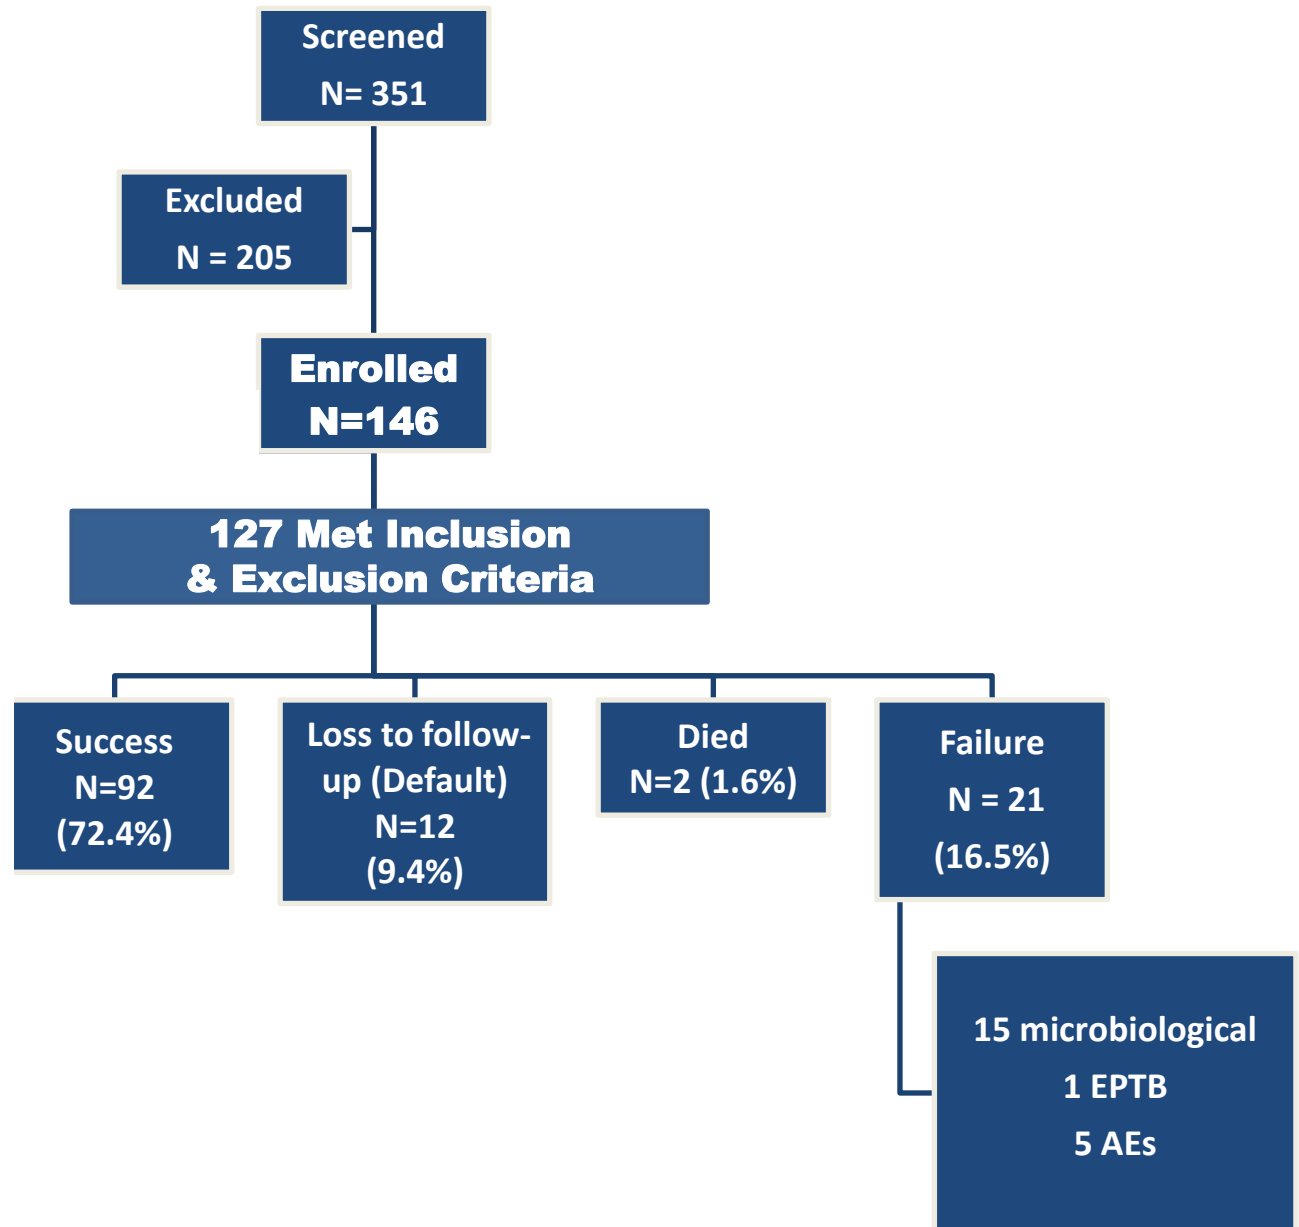 Screened
N= 351
Excluded
N = 205
Enrolled
N=146
127 Met Inclusion
& Exclusion Criteria
Success
N=92
(72.4%)
Loss to follow-
up (Default)
N=12
(9.4%)
Died
N=2 (1.6%)
Failure
N = 21
(16.5%)
15 microbiological
1 EPTB
5 AEs